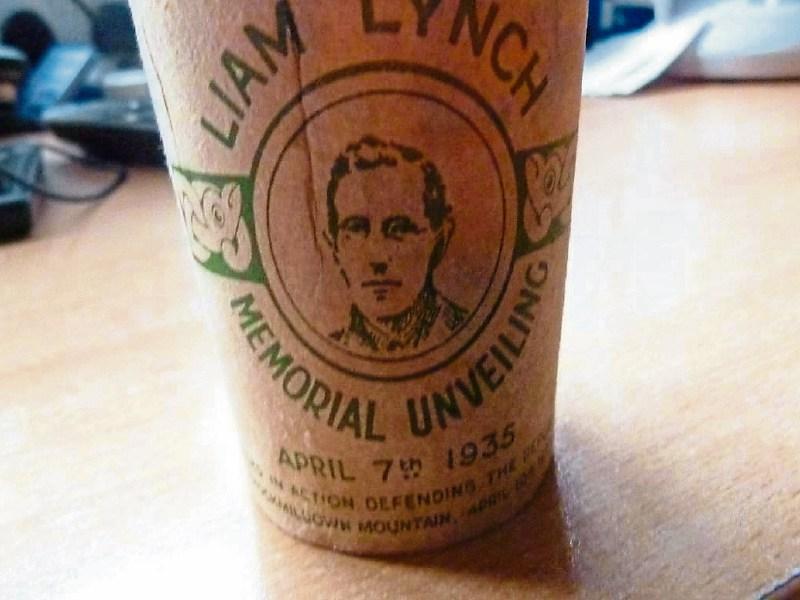 LIAM LYNCH
MEMORIAL UNVEILING
APRIL 7th 1935
IN ACTION DEFENDING THE
MOUNTAIN, APRIL